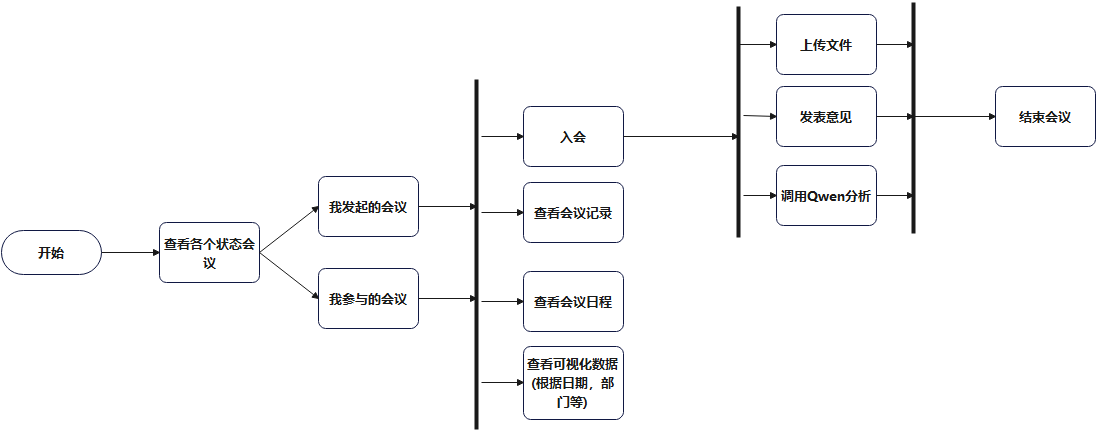 开始
查看各个状态会
议
我发起的会议
我参与的会议
入会
查看会议记录
查看会议日程
查看可视化数据
(根据日期，部
门等)
上传文件
发表意见
调用Qwen分析
结束会议